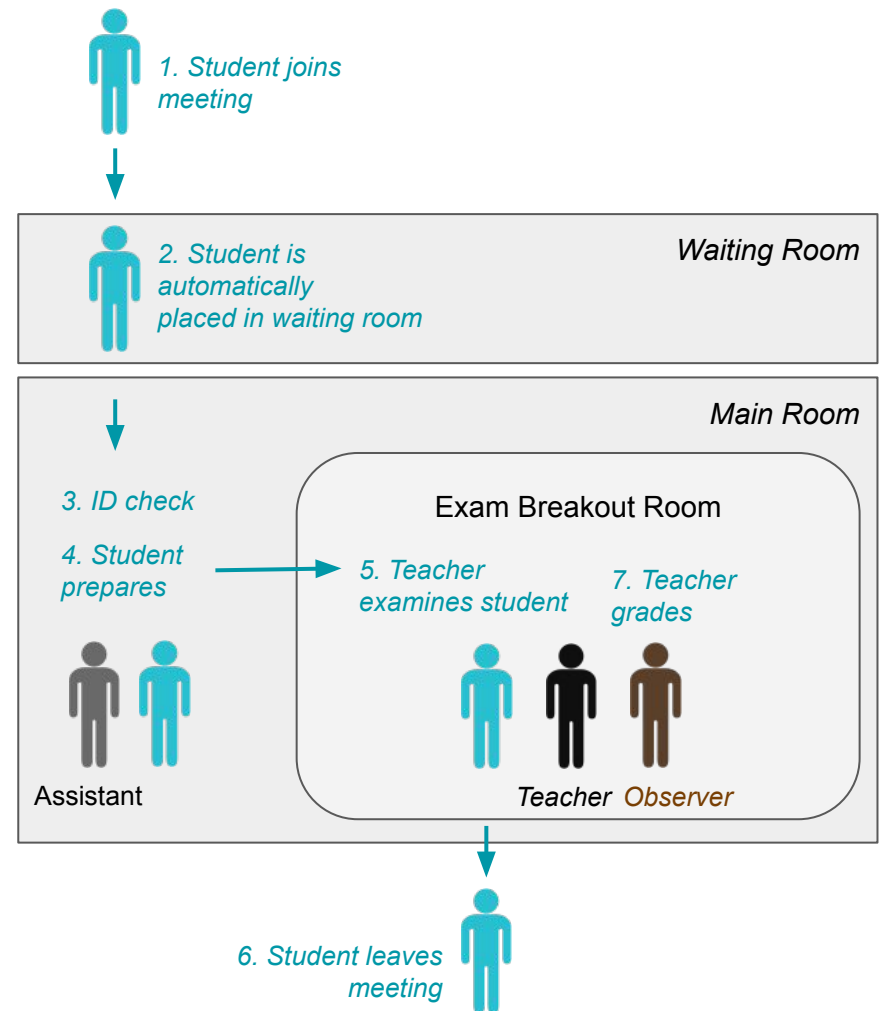 1. Student joins
meeting
2. Student is
automatically
placed in waiting room
Waiting Room
Main Room
3. ID check
4. Student
prepares
Exam Breakout Room
5. Teacher
examines student
7. Teacher
grades
Assistant
Teacher
Observer
6. Student leaves
meeting